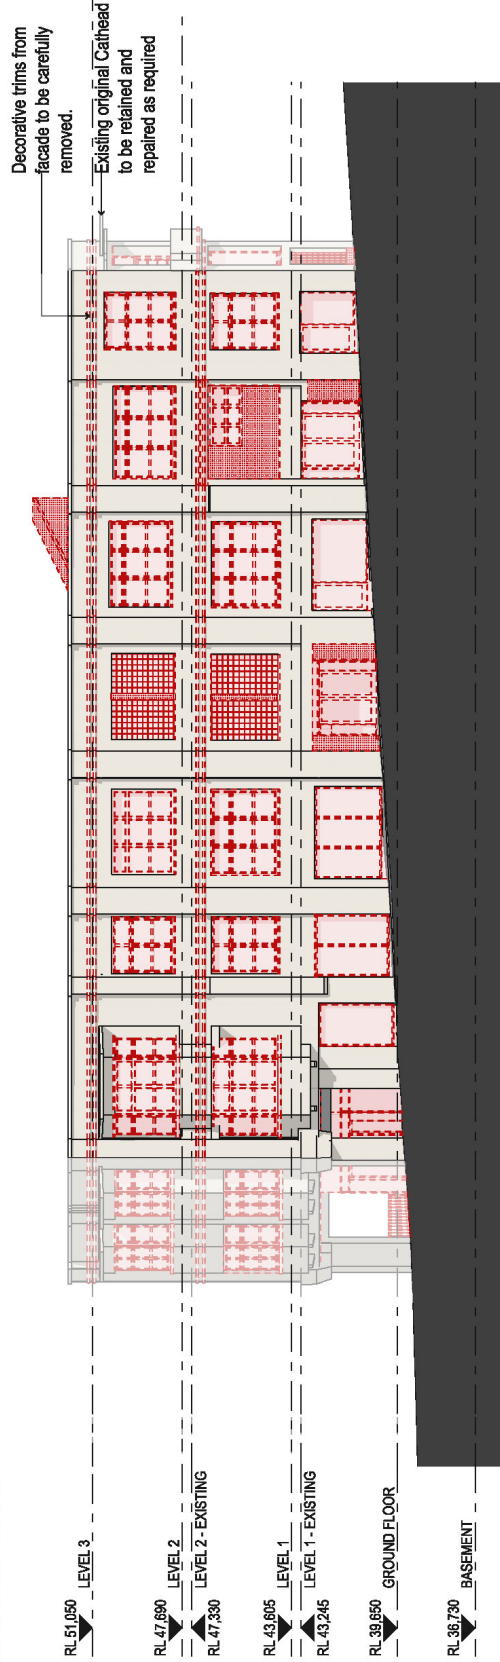 Decorative trims from
facade to be carefully
removed.
Existing original Cathead
to be retained and
repaired as required
RL 51,050
LEVEL 3
RL 47,690
LEVEL 2
LEVEL 2 - EXISTING
RL 47,330
RL 43,605
LEVEL 1
LEVEL 1 - EXISTING
RL 43,245
RL 39,650
GROUND FLOOR
RL 36,730
BASEMENT